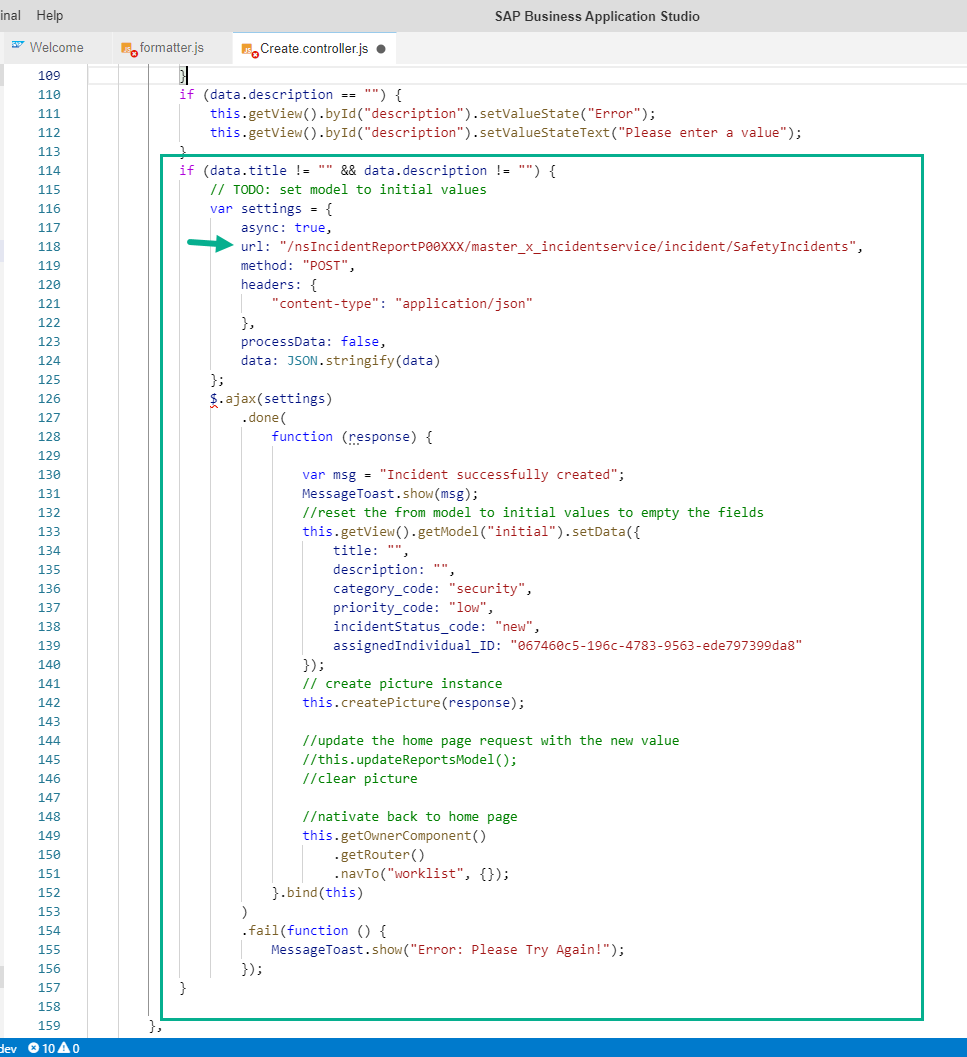 inal Help SAP Business Application Studio
Welcome formatter.js Create.controller.js
109 }
110 if (data.description == "") {
111 this.getView().byId("description").setValueState("Error");
112 this.getView().byId("description").setValueStateText("Please enter a value");
113 }
114 if (data.title != "" && data.description != "") {
115 // TODO: set model to initial values
116 var settings = {
117 async: true,
118 url: "/nsIncidentReportP00XXX/master_x_incidentservice/incident/SafetyIncidents",
119 method: "POST",
120 headers: {
121 "content-type": "application/json"
122 },
123 processData: false,
124 data: JSON.stringify(data)
125 };
126 $.ajax(settings)
127 .done(
128 function (response) {
129
130 var msg = "Incident successfully created";
131 MessageToast.show(msg);
132 //reset the from model to initial values to empty the fields
133 this.getView().getModel("initial").setData({
134 title: "",
135 description: "",
136 category_code: "security",
137 priority_code: "low",
138 incidentStatus_code: "new",
139 assignedIndividual_ID: "067460c5-196c-4783-9563-ede797399da8"
140 });
141 // create picture instance
142 this.createPicture(response);
143
144 //update the home page request with the new value
145 //this.updateReportsModel();
146 //clear picture
147
148 //nativate back to home page
149 this.getOwnerComponent()
150 .getRouter()
151 .navTo("worklist", {});
152 }.bind(this)
153 )
154 .fail(function () {
155 MessageToast.show("Error: Please Try Again!");
156 });
157 }
158
159 },
dev 10 0